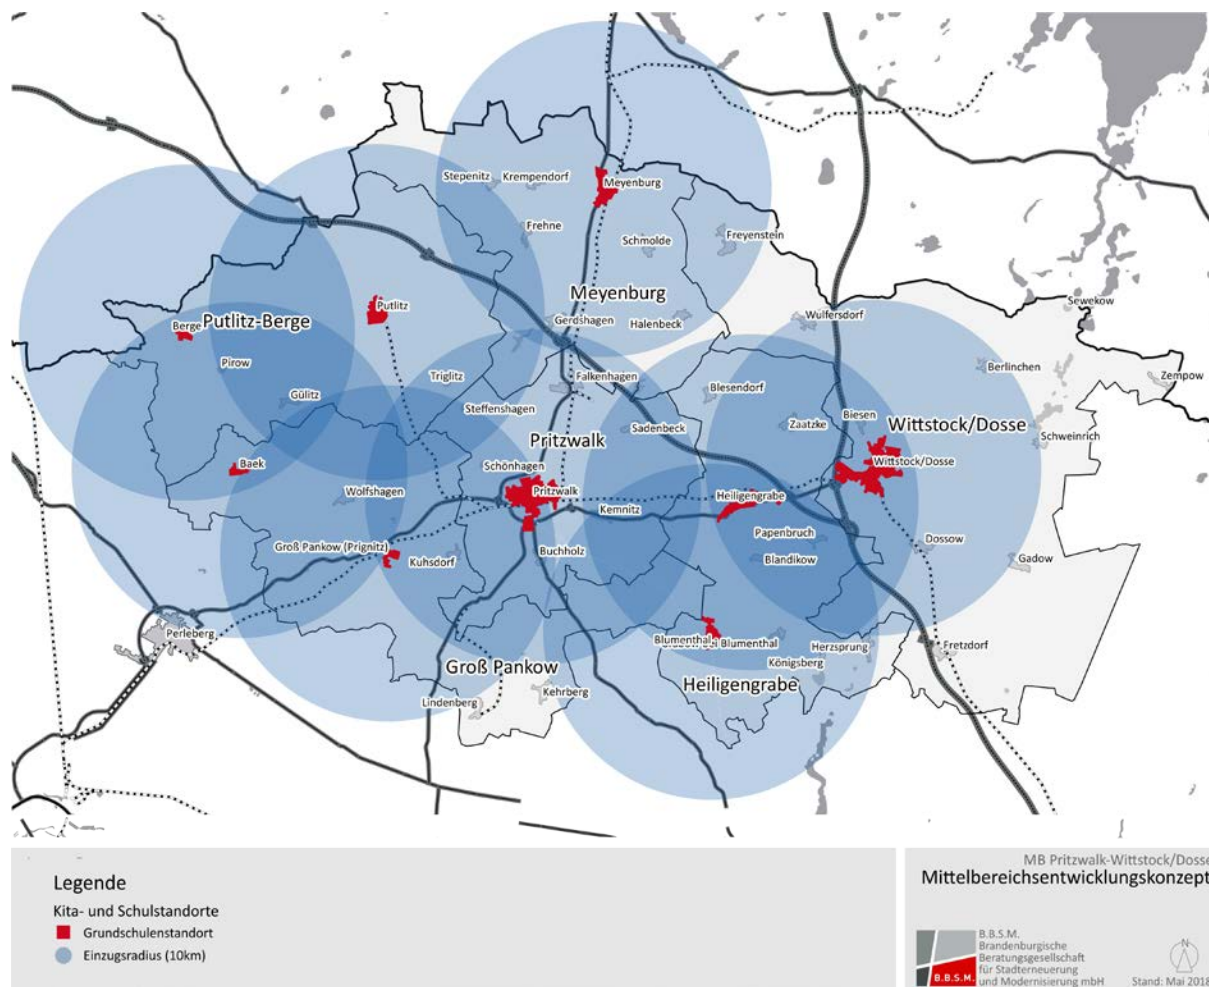 Stepenitz
Krempendorf
Meyenburg
Frehne
Schmolde
Freyenstein
Meyenburg
Putlitz
Berge
Putlitz-Berge
Gerdshagen
Halenbeck
Wulfersdorf
Sewekow
Pirow
Triglitz
Falkenhagen
Blesendorf
Berlinchen
Zempow
Gülitz
Steffenshagen
Sadenbeck
Zaatzke
Biesen
Wittstock/Dosse
Schweinrich
Pritzwalk
Baek
Schönhagen
Wittstock/Dosse
Wolfshagen
Pritzwalk
Kemnitz
Heiligengrabe
Groß Pankow (Prignitz)
Kuhsdorf
Buchholz
Papenbruch
Blandikow
Dossow
Gadow
Perleberg
Blumenthal
bei Blumenthal
Herzsprung
Fretzdorf
Königsberg
Groß Pankow
Heiligengrabe
Kehrberg
Lindenberg
Legende
Kita- und Schulstandorte
Grundschulenstandort
Einzugsradius (10km)
MB Pritzwalk-Wittstock/Dosse
Mittelbereichsentwicklungskonzept
B.B.S.M.
B.B.S.M.
Brandenburgische
Beratungsgesellschaft
für Stadterneuerung
und Modernisierung mbH
N
Stand: Mai 2018